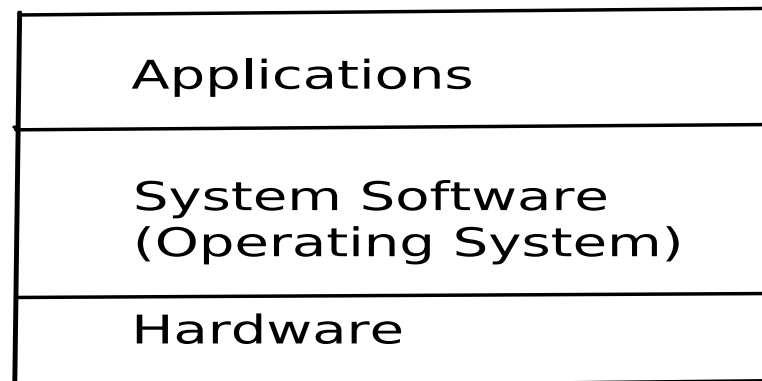 Applications
System Software
(Operating System)
Hardware